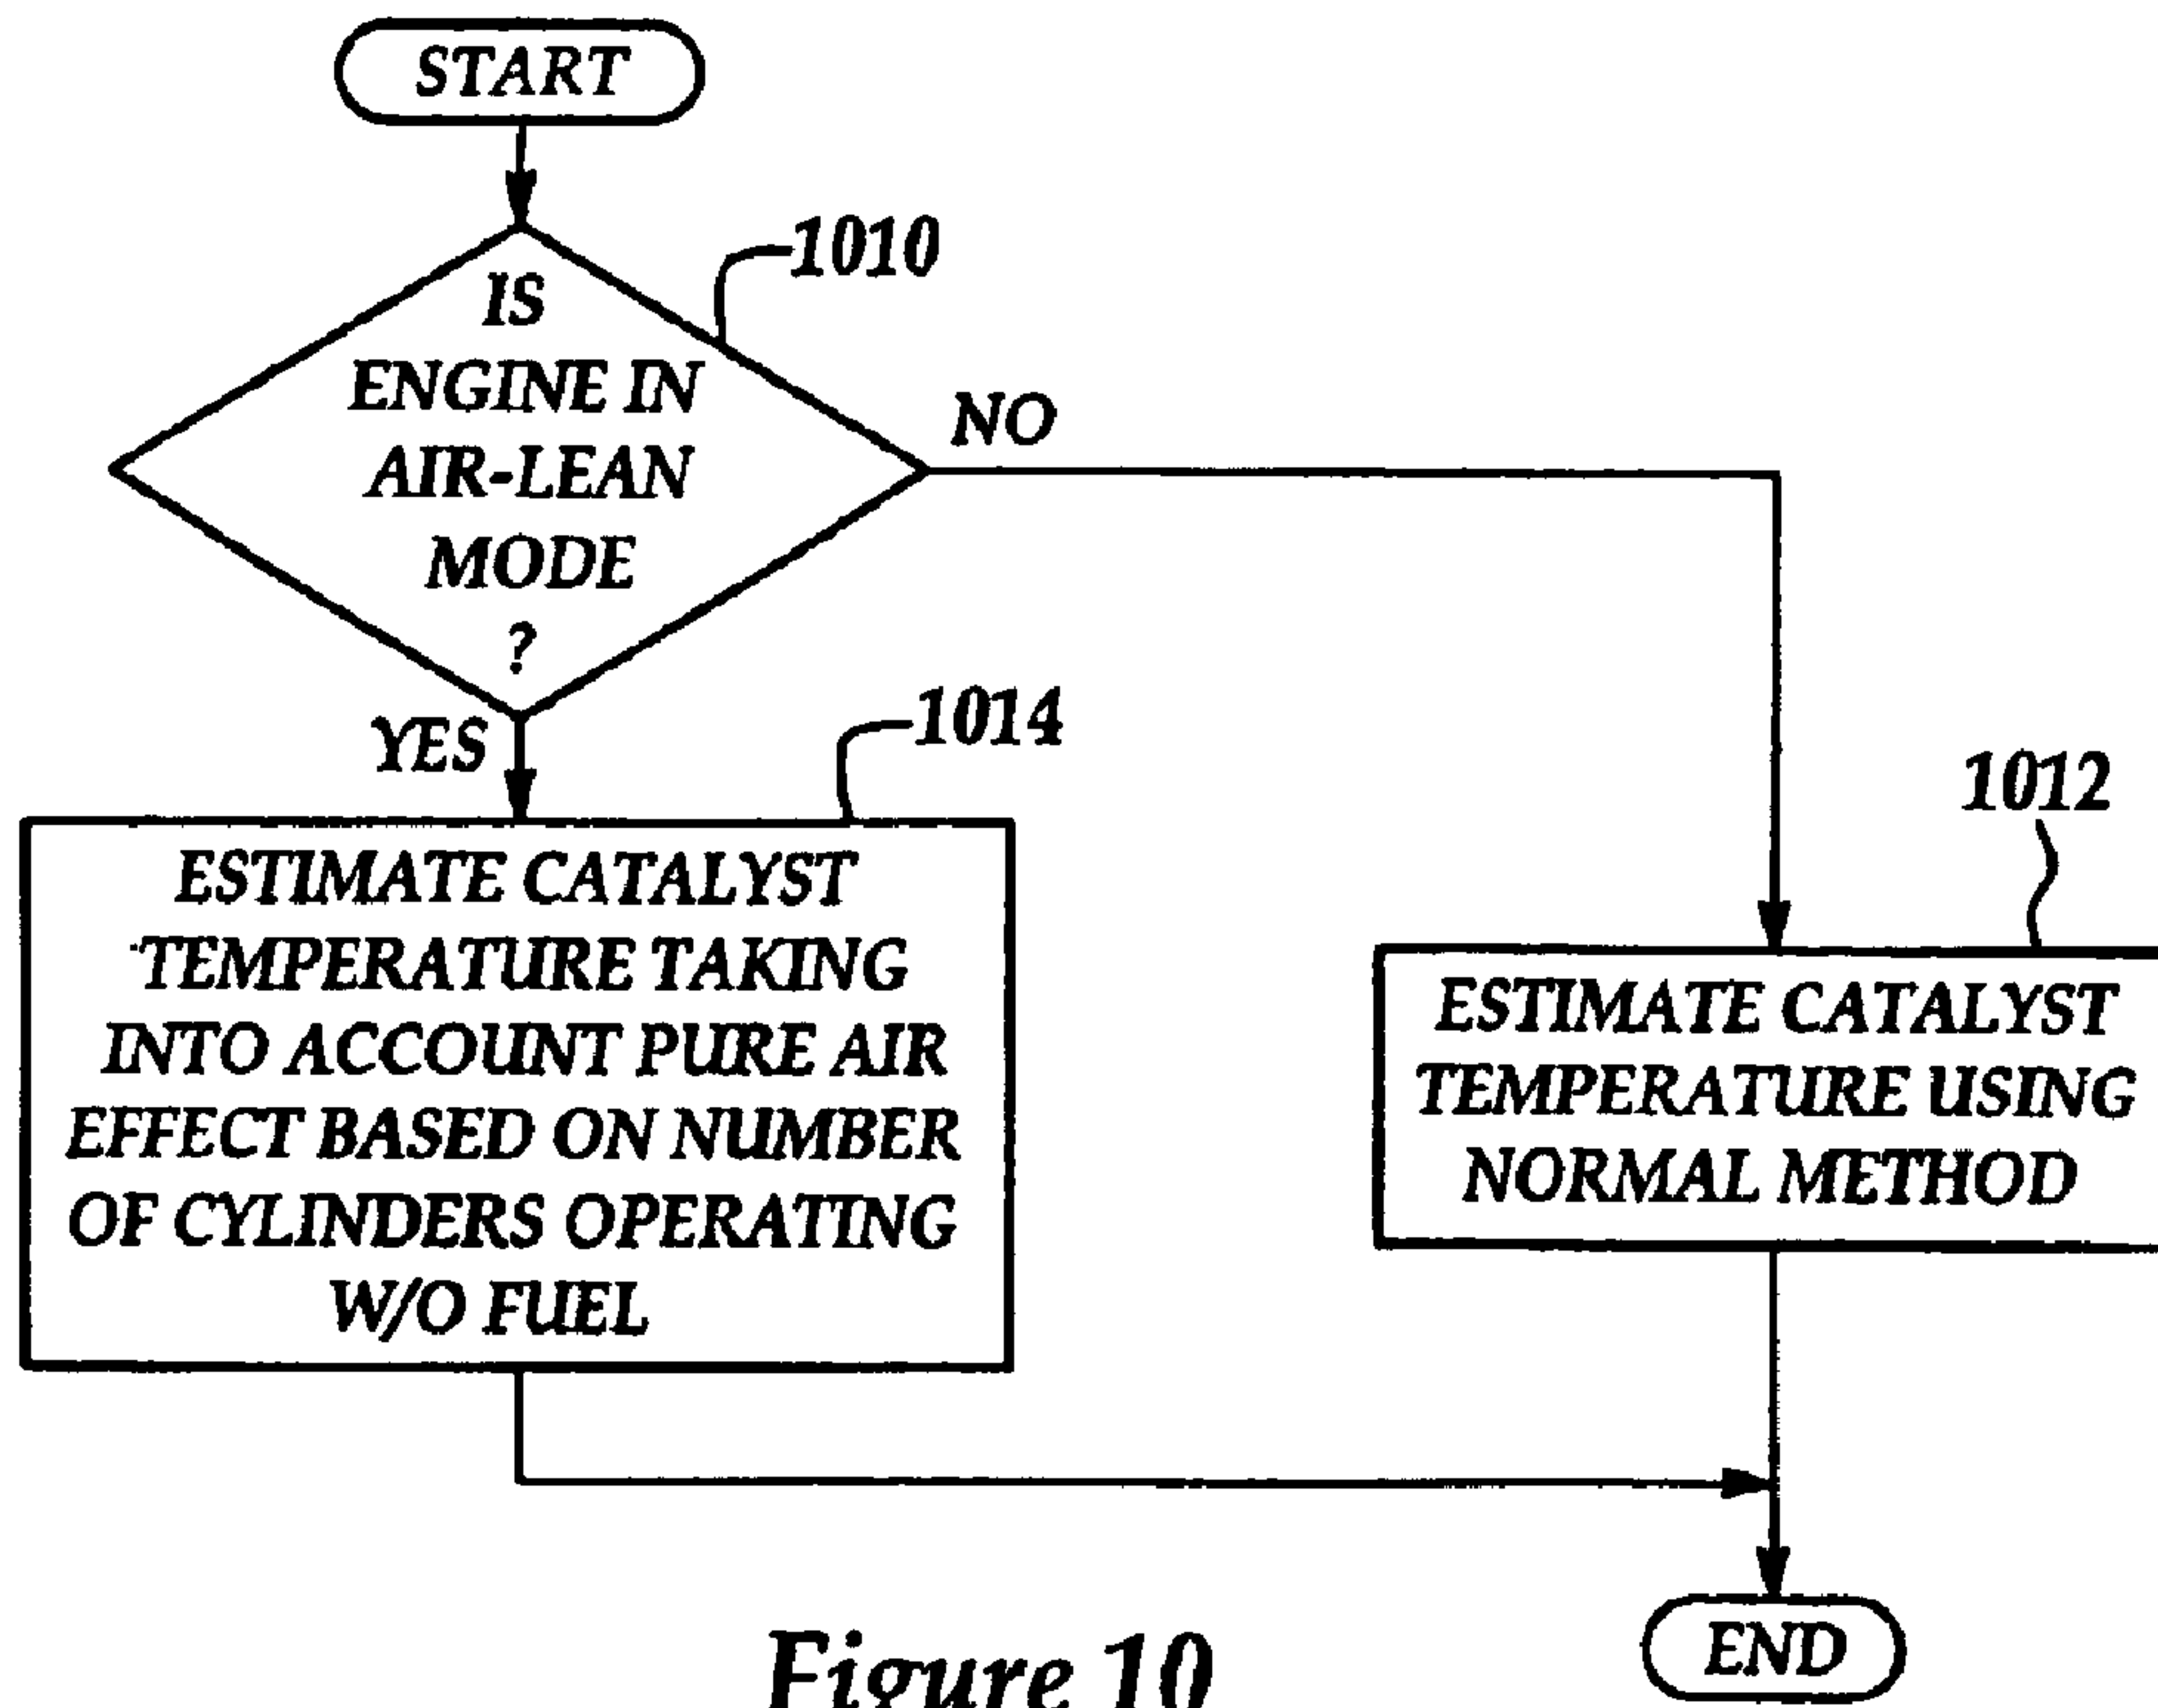 START
1010
IS
ENGINE IN
AIR-LEAN
MODE
?
NO
YES
1014
ESTIMATE CATALYST
TEMPERATURE TAKING
INTO ACCOUNT PURE AIR
EFFECT BASED ON NUMBER
OF CYLINDERS OPERATING
W/O FUEL
1012
ESTIMATE CATALYST
TEMPERATURE USING
NORMAL METHOD
END
Figure 10